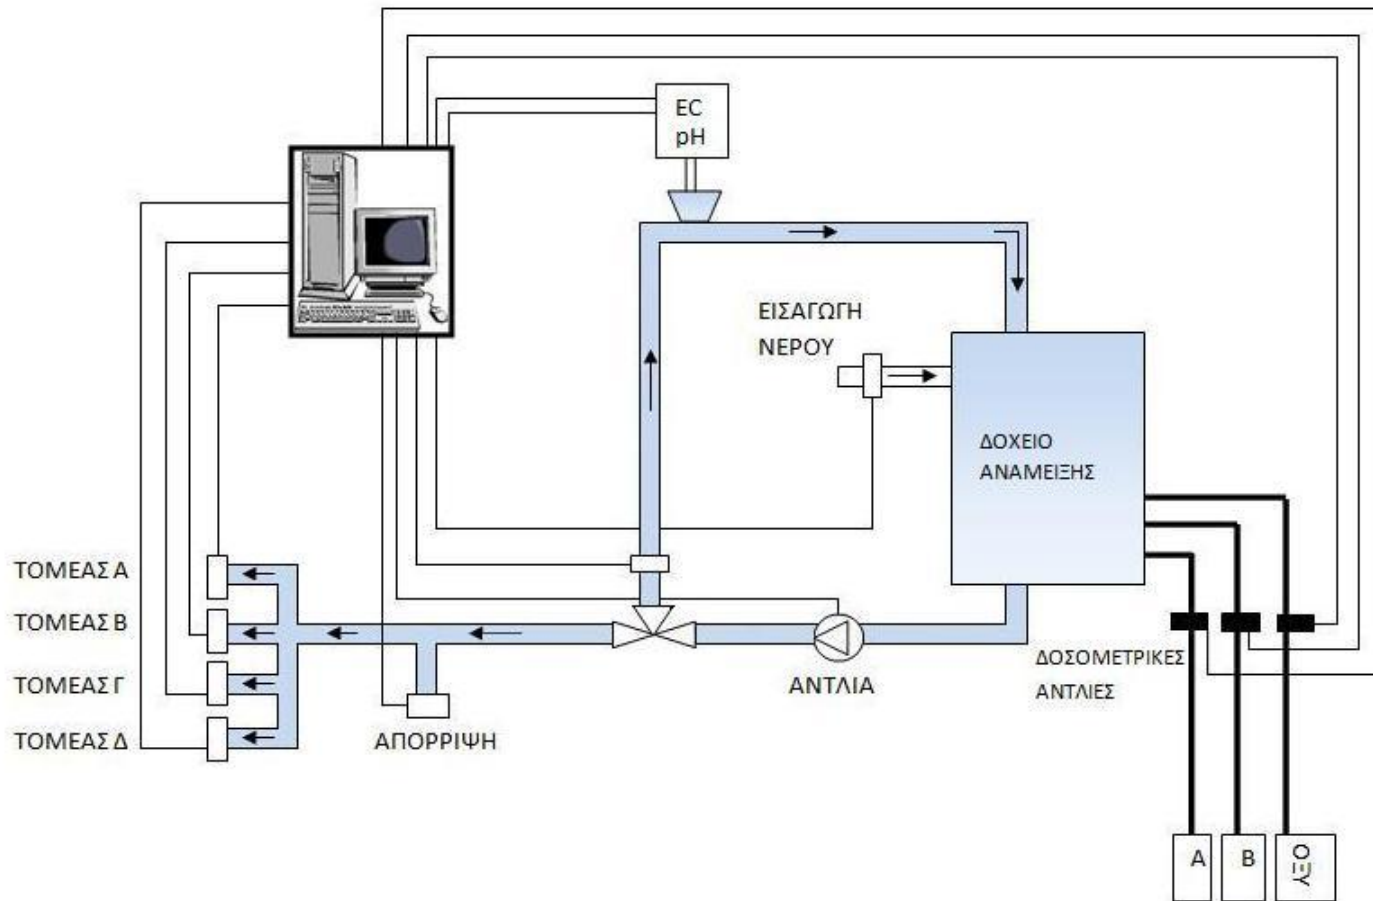 EC
pH
ΕΙΣΑΓΩΓΗ
ΝΕΡΟΥ
ΔΟΧΕΙΟ
ΑΝΑΜΕΙΞΗΣ
ΤΟΜΕΑΣ Α
ΤΟΜΕΑΣ Β
ΤΟΜΕΑΣ Γ
ΤΟΜΕΑΣ Δ
ΑΠΟΡΡΙΨΗ
ΑΝΤΛΙΑ
ΔΟΣΟΜΕΤΡΙΚΕΣ
ΑΝΤΛΙΕΣ
Α
Β
ΟΞΥ